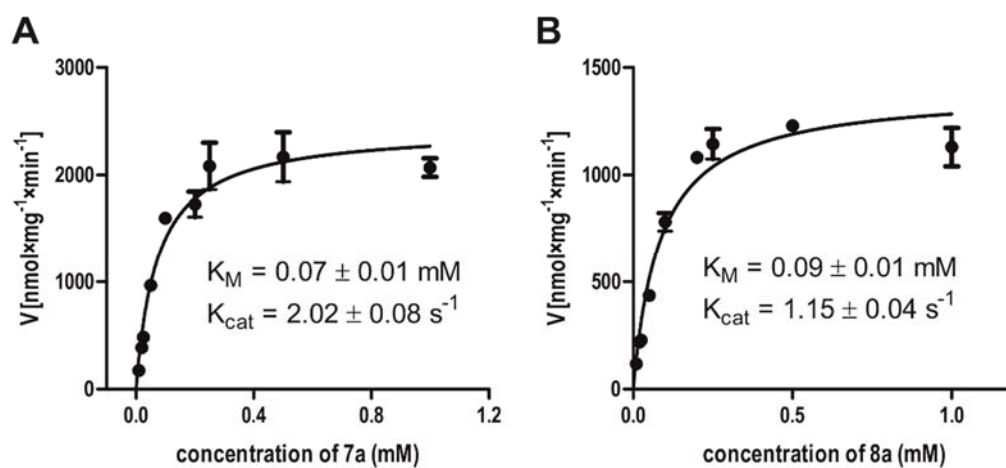 A
3000
2000
1000
0
V[nmol×mg⁻¹×min⁻¹]
K_M = 0.07 ± 0.01 mM
K_cat = 2.02 ± 0.08 s⁻¹
0.0 0.4 0.8 1.2
concentration of 7a (mM)
B
1500
1000
500
0
V[nmol×mg⁻¹×min⁻¹]
K_M = 0.09 ± 0.01 mM
K_cat = 1.15 ± 0.04 s⁻¹
0.0 0.5 1.0
concentration of 8a (mM)